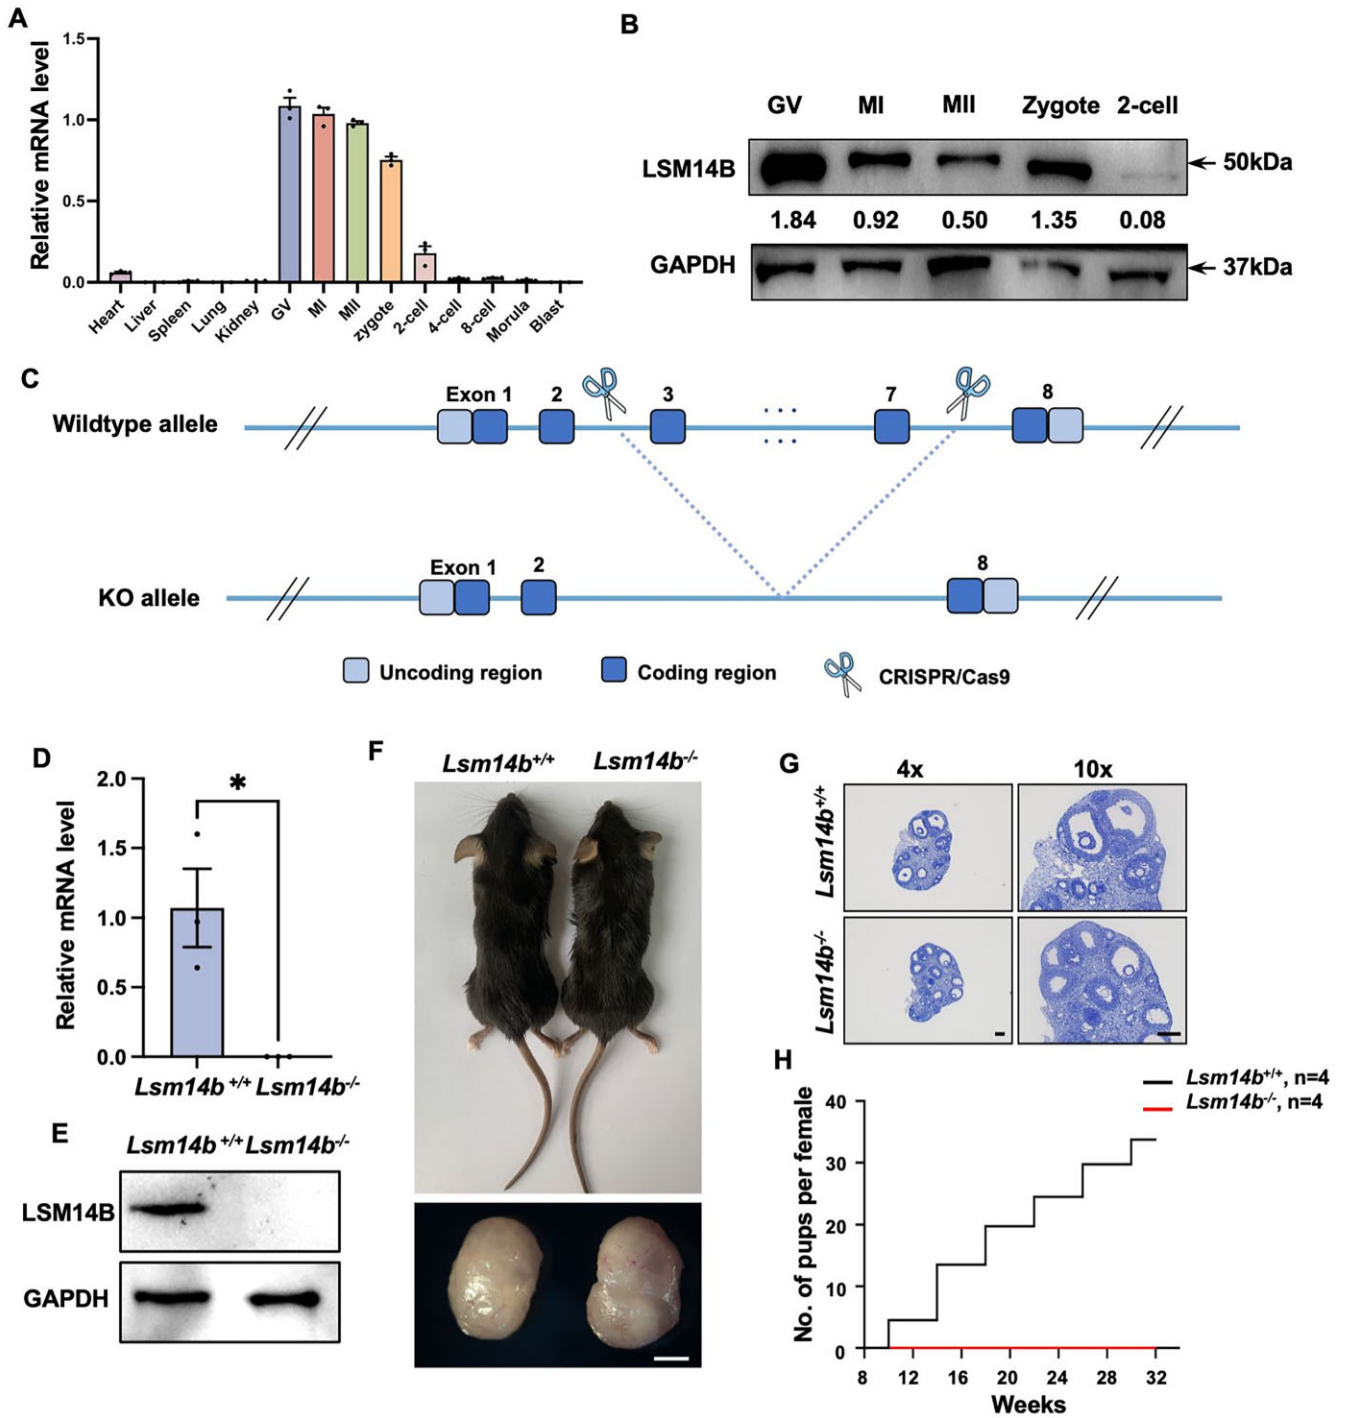 A
Relative mRNA level
1.5
1.0
0.5
0.0
Heart
Liver
Spleen
Lung
Kidney
GV
MI
MII
zygote
2-cell
4-cell
8-cell
Morula
Blast
B
GV MI MII Zygote 2-cell
LSM14B
50kDa
1.84 0.92 0.50 1.35 0.08
GAPDH
37kDa
C
Exon 1 2 3 7 8
Wildtype allele
Exon 1 2 8
KO allele
Uncoding region Coding region CRISPR/Cas9
D
Relative mRNA level
2.0
*
1.5
1.0
0.5
0.0
Lsm14b +/+ Lsm14b-/-
E
Lsm14b +/+ Lsm14b-/-
LSM14B
GAPDH
F
Lsm14b+/+ Lsm14b-/-
G
4x 10x
Lsm14b+/+
Lsm14b-/-
H
Lsm14b+/+, n=4
Lsm14b-/-, n=4
No. of pups per female
40
30
20
10
0
8 12 16 20 24 28 32
Weeks